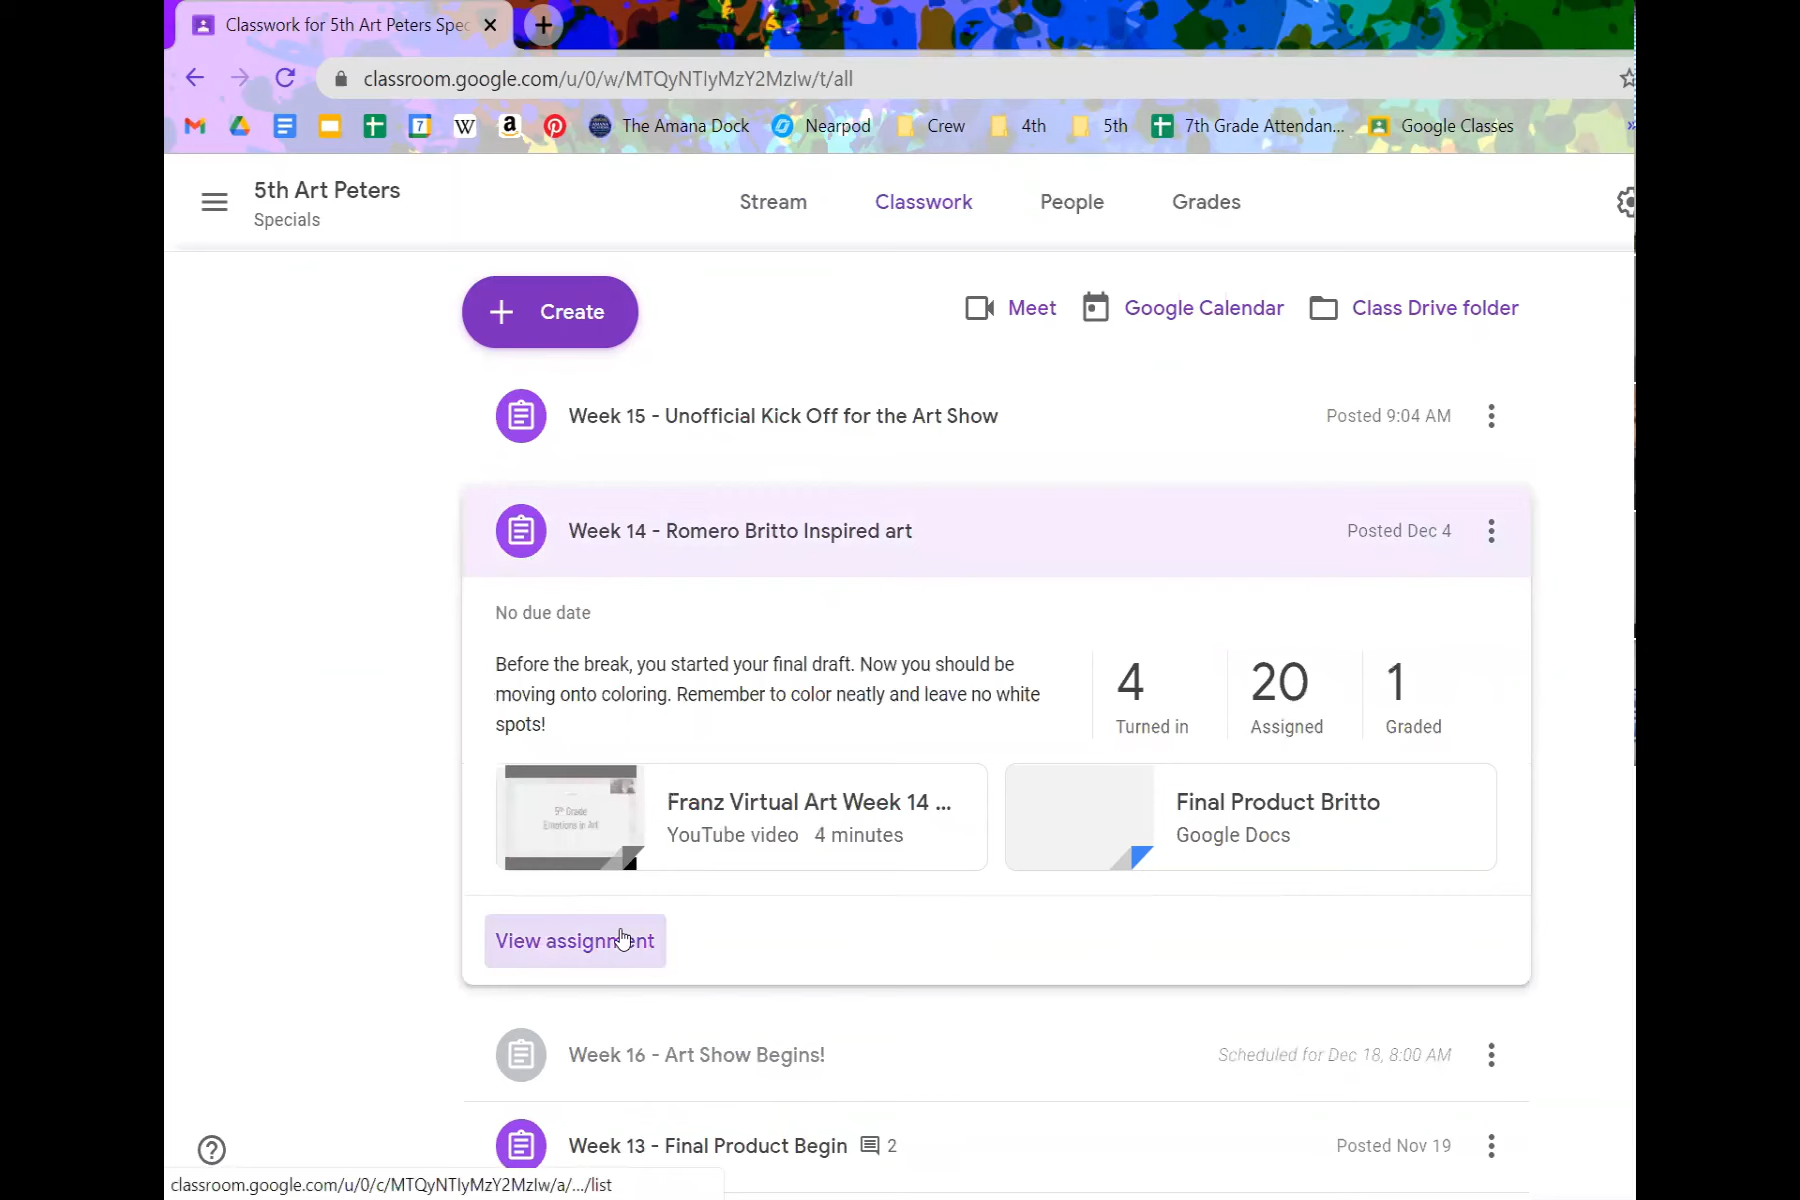 Classwork for 5th Art Peters Spec
classroom.google.com/u/0/w/MTQyNTIyMzY2MzIw/t/all
The Amana Dock
Nearpod
Crew
4th
5th
7th Grade Attendan...
Google Classes
5th Art Peters
Specials
Stream
Classwork
People
Grades
Create
Meet
Google Calendar
Class Drive folder
Week 15 - Unofficial Kick Off for the Art Show
Posted 9:04 AM
Week 14 - Romero Britto Inspired art
Posted Dec 4
No due date
Before the break, you started your final draft. Now you should be
moving onto coloring. Remember to color neatly and leave no white
spots!
4
Turned in
20
Assigned
1
Graded
5th Grade
Emotions in Art
Franz Virtual Art Week 14 ...
YouTube video 4 minutes
Final Product Britto
Google Docs
View assignment
Week 16 - Art Show Begins!
Scheduled for Dec 18, 8:00 AM
Week 13 - Final Product Begin
2
Posted Nov 19
classroom.google.com/u/0/c/MTQyNTIyMzY2MzIw/a/.../list